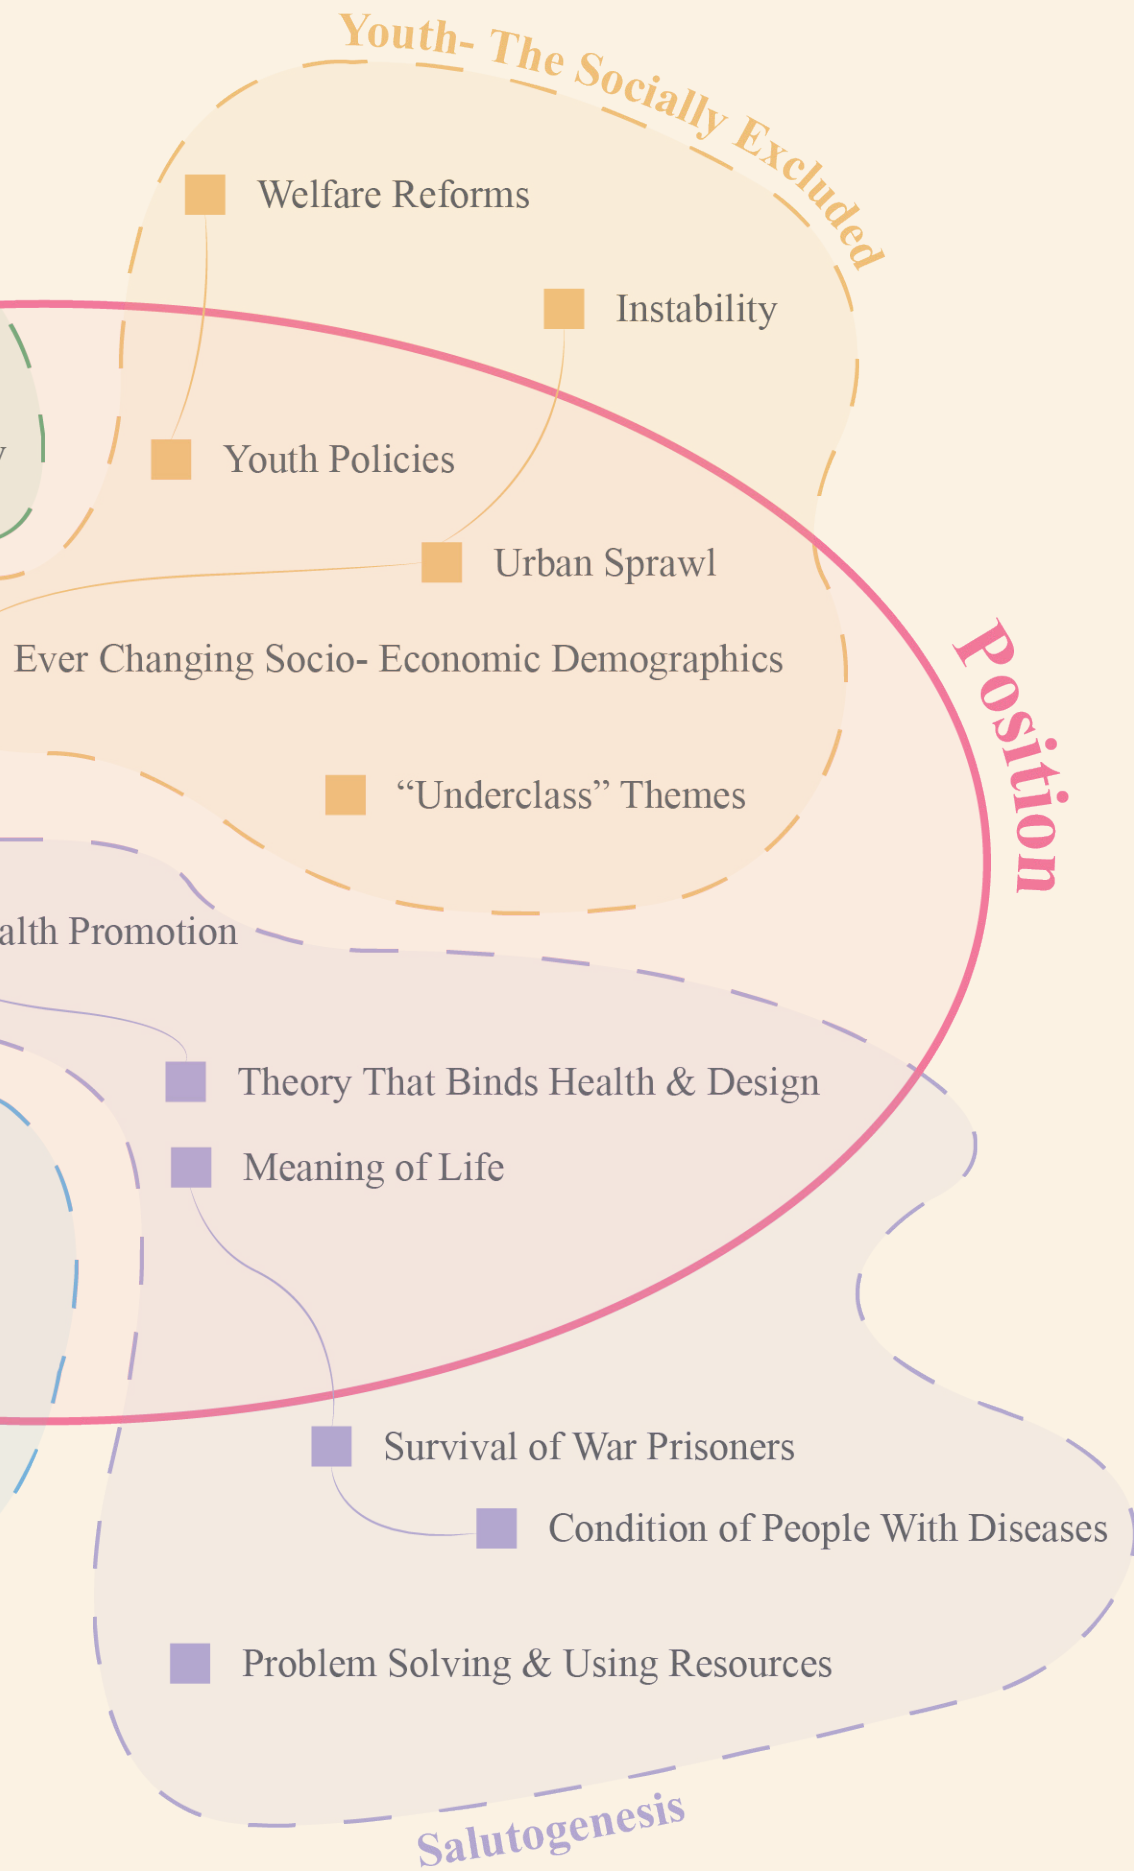 Youth- The Socially Excluded
Welfare Reforms
Instability
Youth Policies
Urban Sprawl
Ever Changing Socio- Economic Demographics
Position
“Underclass” Themes
alth Promotion
Theory That Binds Health & Design
Meaning of Life
Survival of War Prisoners
Condition of People With Diseases
Problem Solving & Using Resources
Salutogenesis